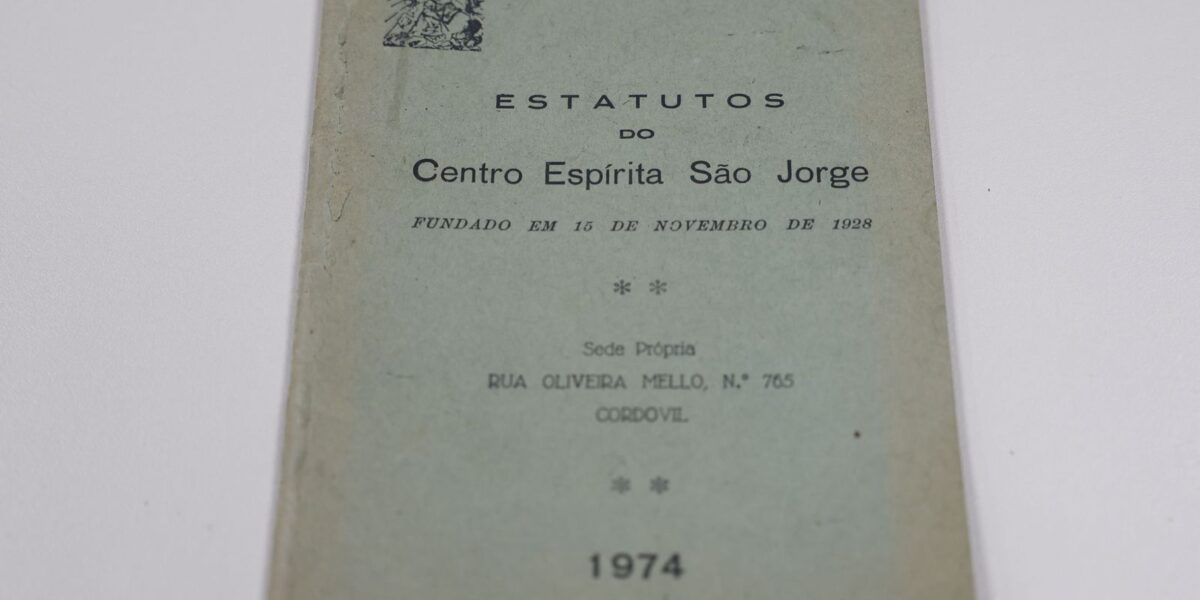 ESTATUTOS
DO
Centro Espírita São Jorge
FUNDADO EM 15 DE NOVEMBRO DE 1928
* *
Sede Própria
RUA OLIVEIRA MELLO, N.º 765
CORDOVIL
* *
1974